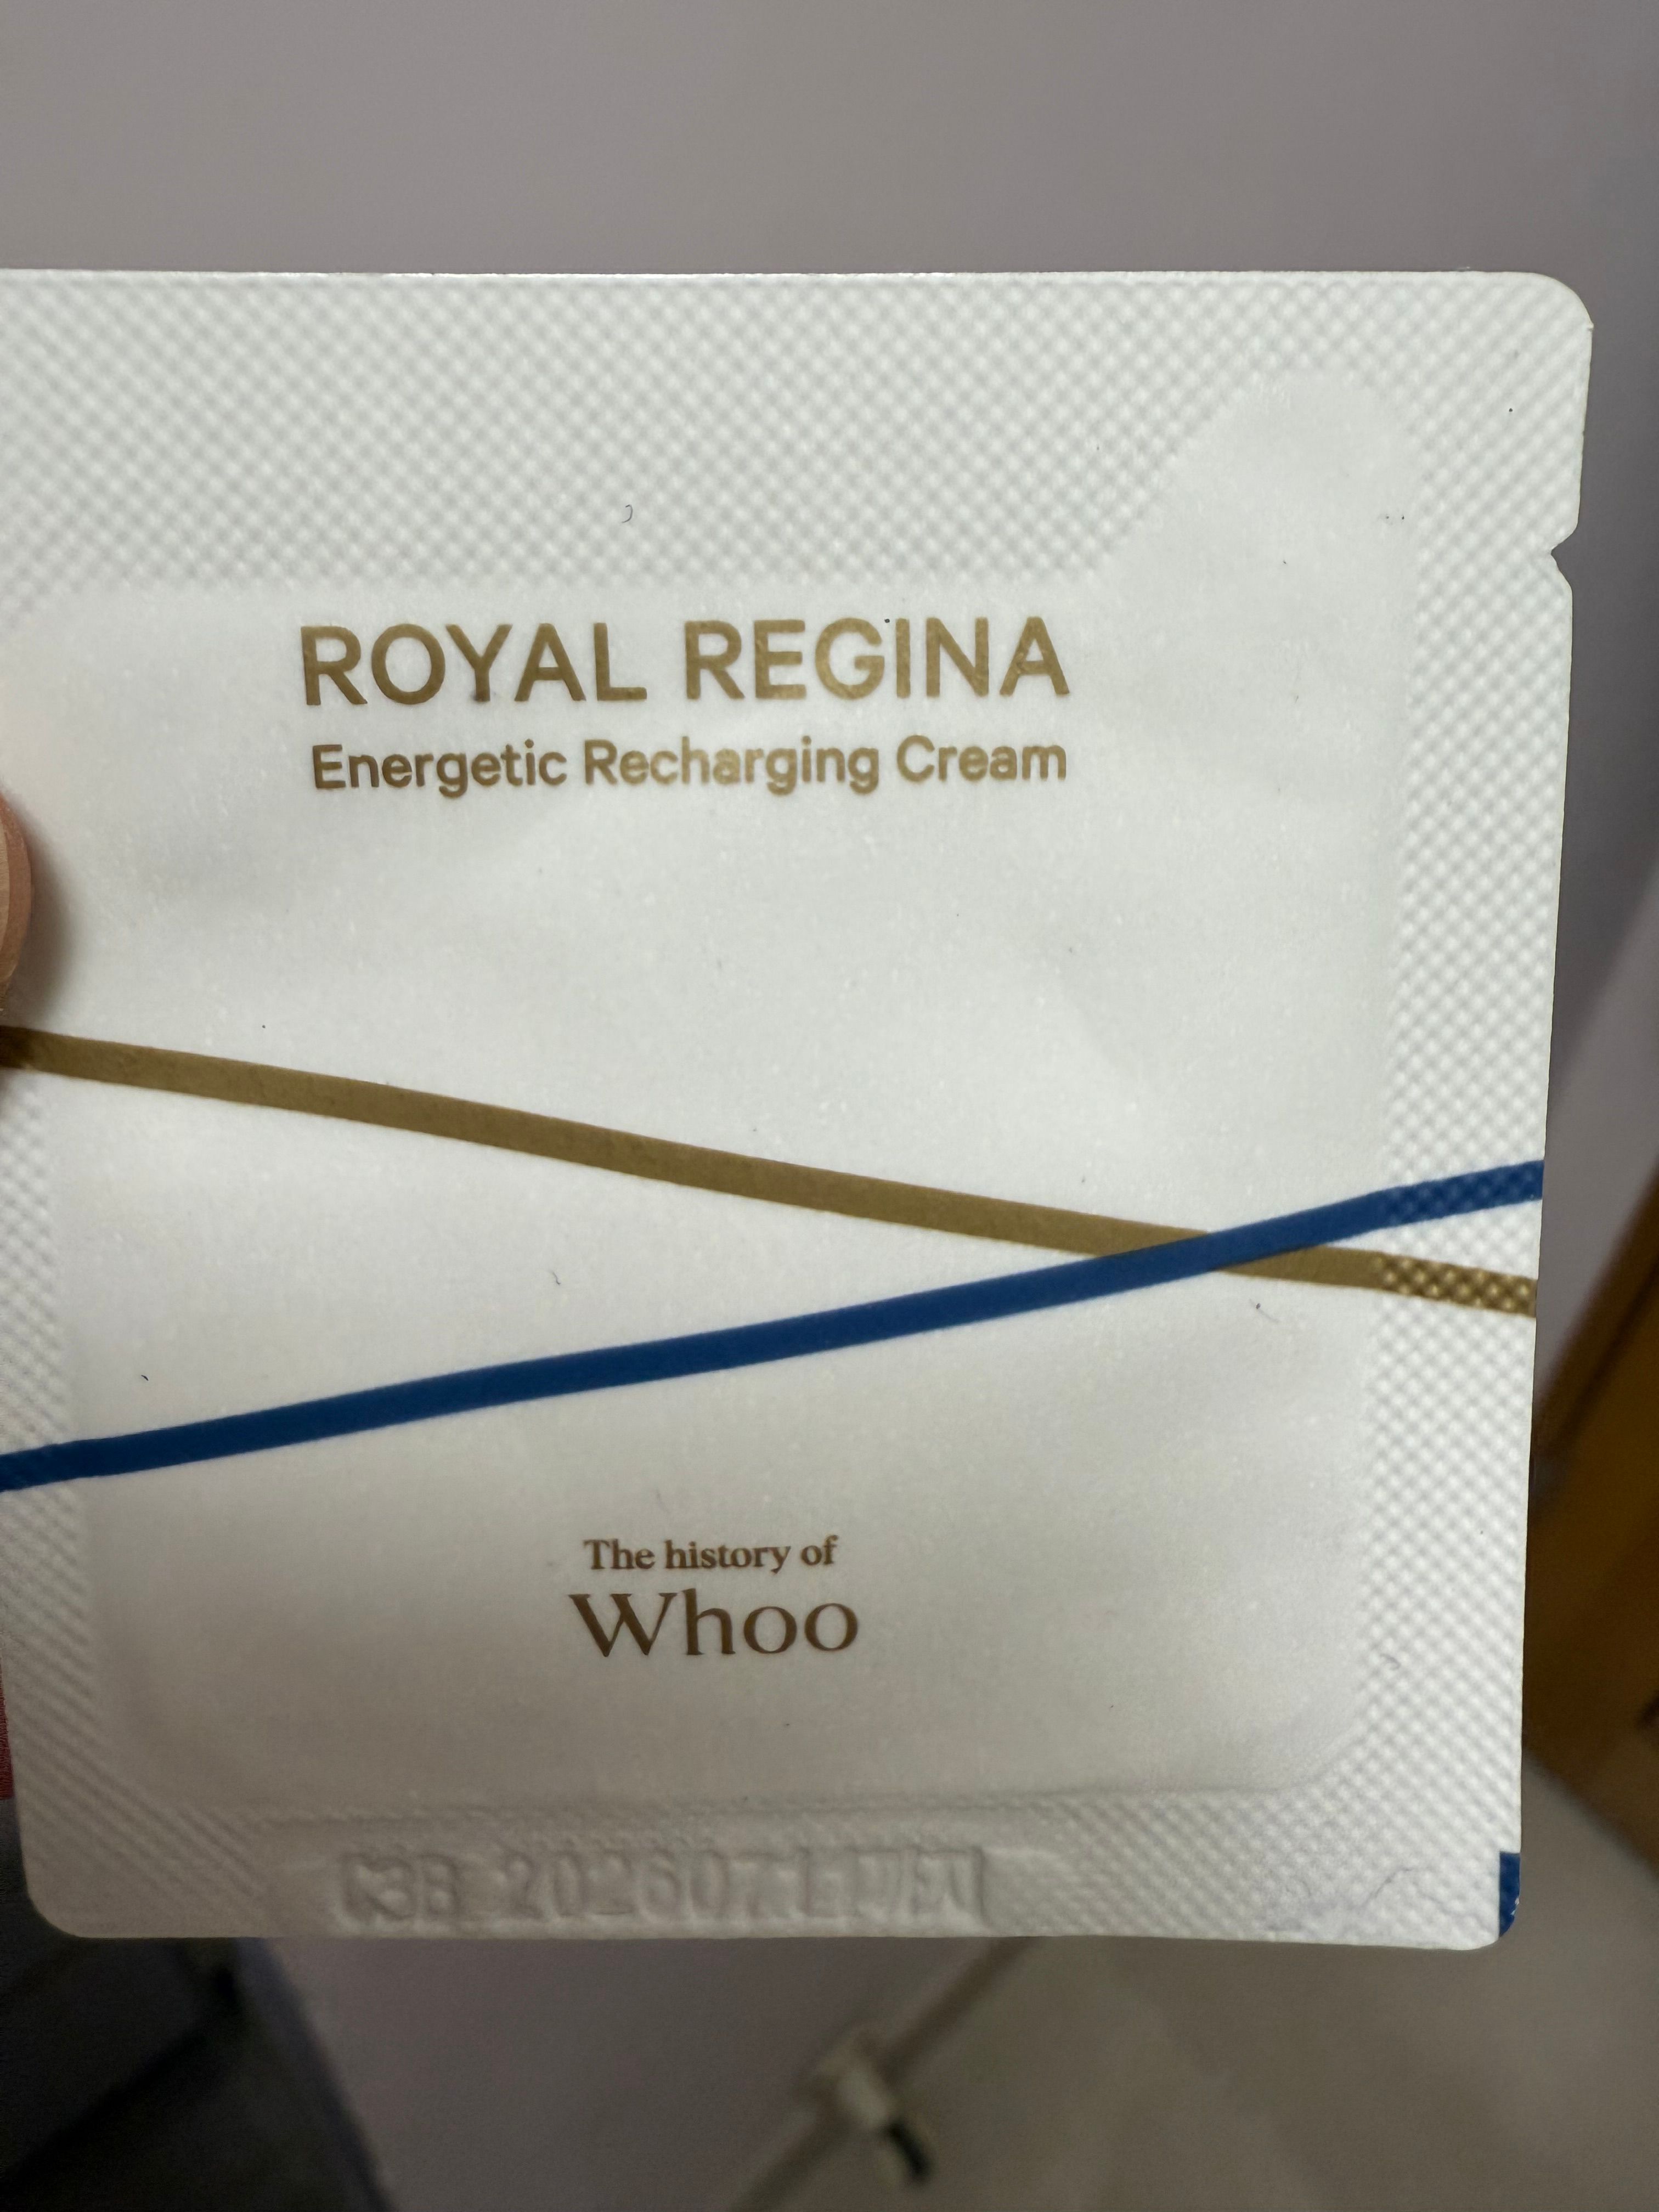 ROYAL REGINA
Energetic Recharging Cream
The history of
Whoo